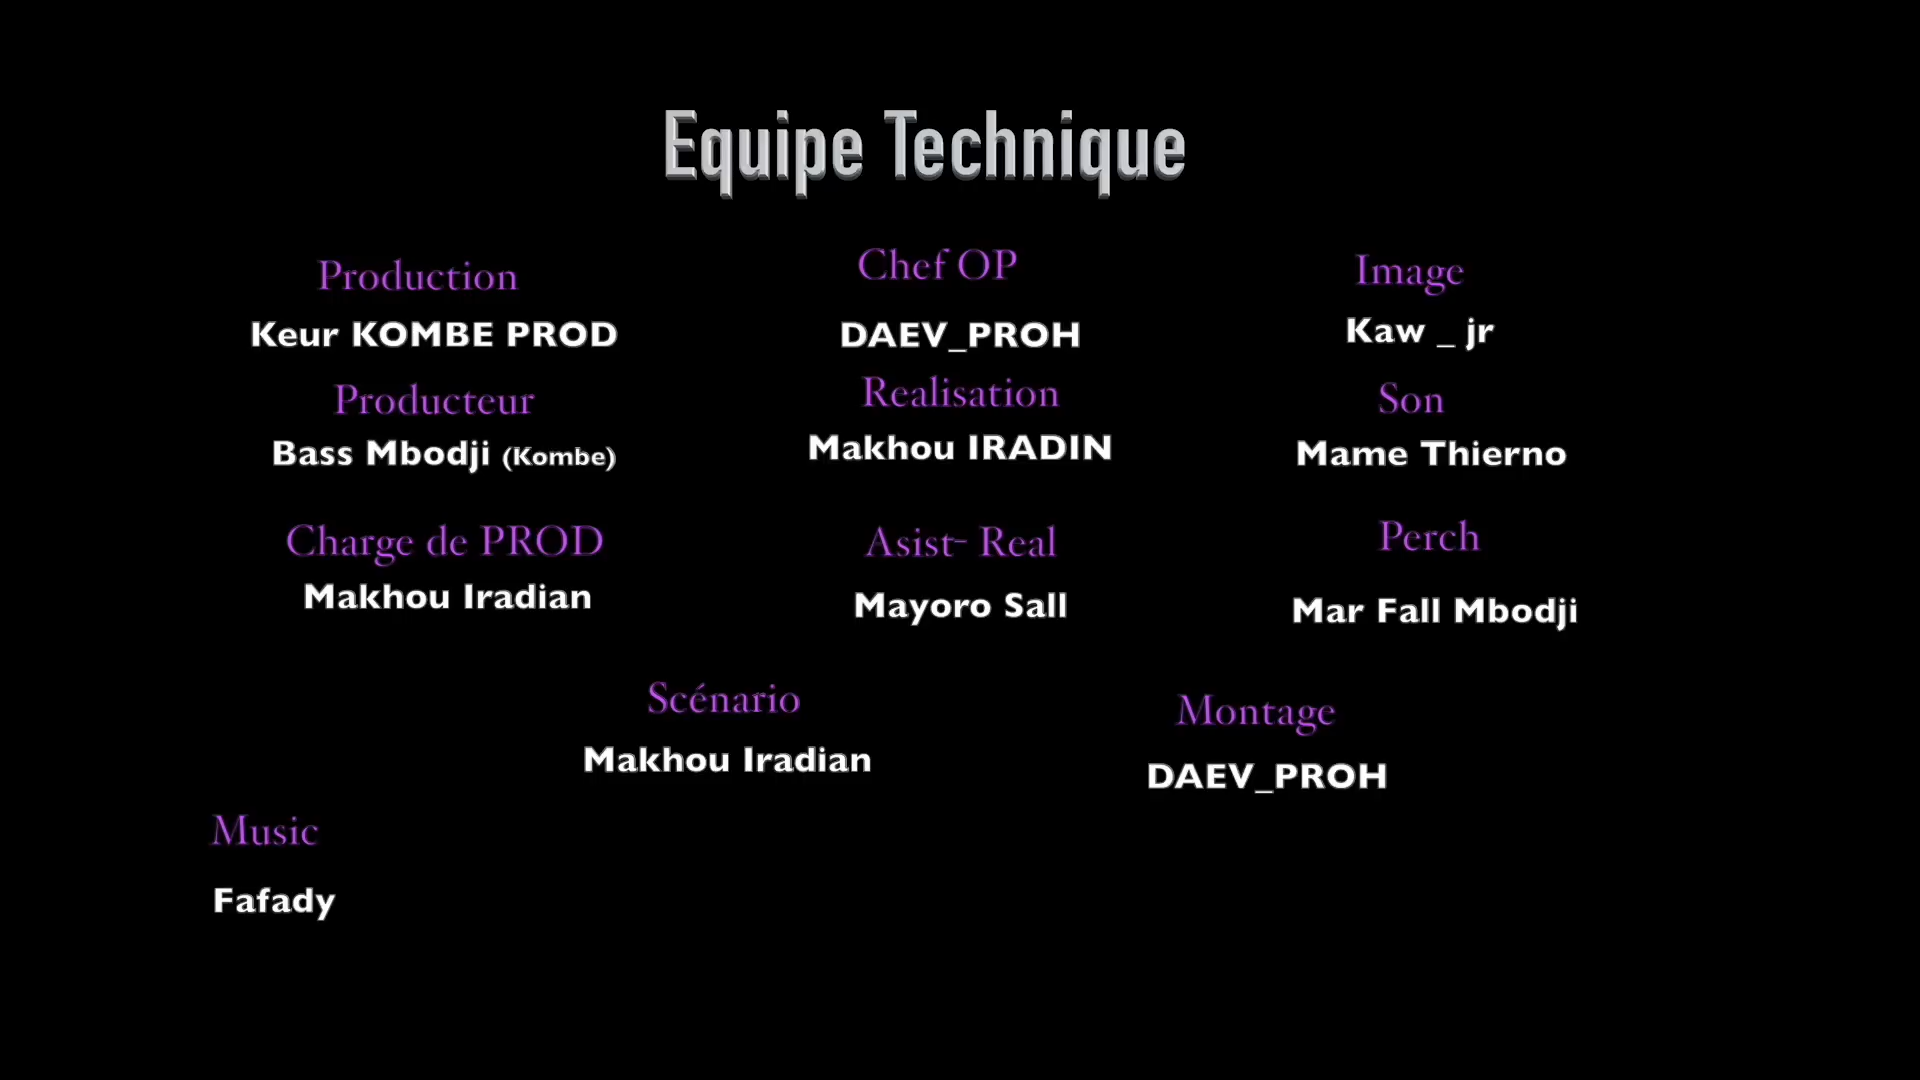 Equipe Technique
Production
Keur KOMBE PROD
Chef OP
DAEV_PROH
Image
Kaw _ jr
Producteur
Bass Mbodji (Kombe)
Realisation
Makhou IRADIN
Son
Mame Thierno
Charge de PROD
Makhou Iradian
Asist- Real
Mayoro Sall
Perch
Mar Fall Mbodji
Scénario
Makhou Iradian
Montage
DAEV_PROH
Music
Fafady